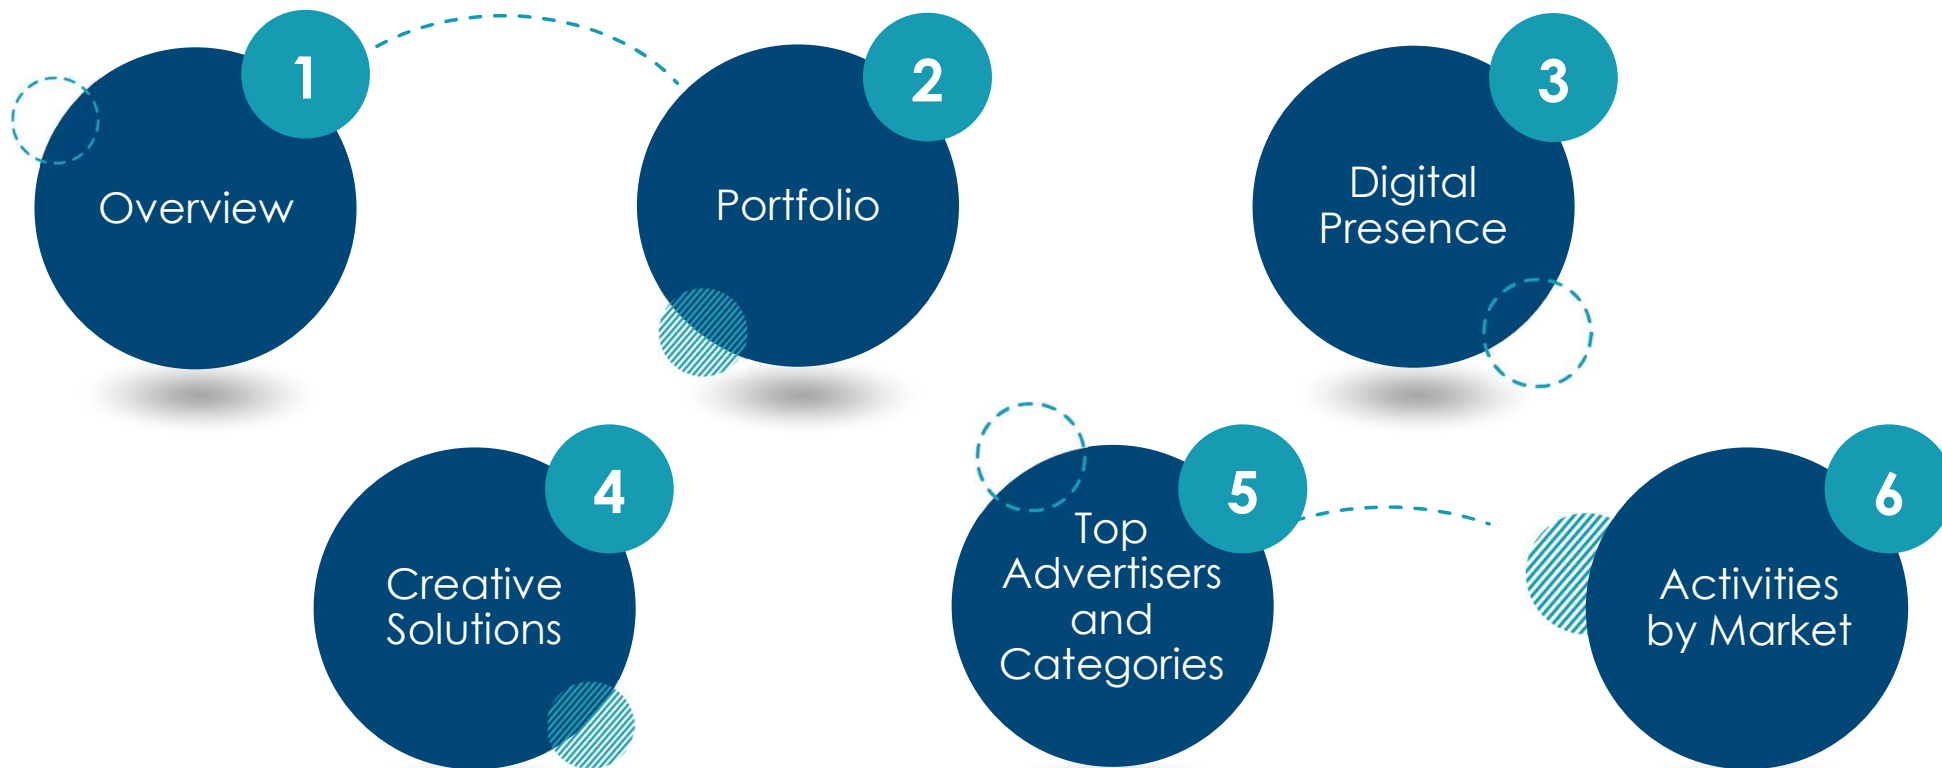 1
Overview
2
Portfolio
3
Digital
Presence
4
Creative
Solutions
5
Top
Advertisers
and
Categories
6
Activities
by Market